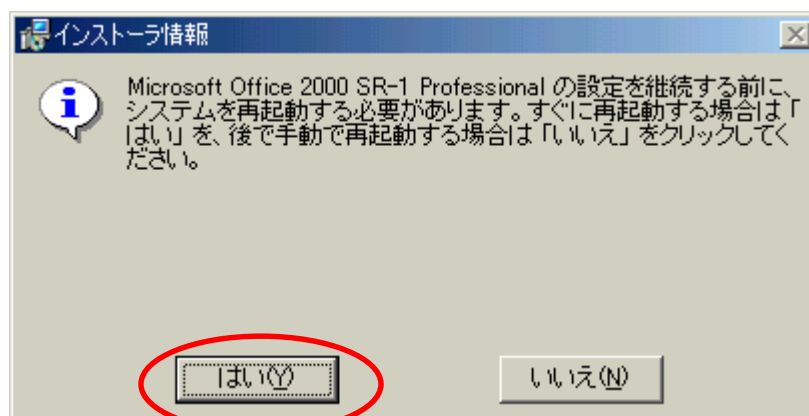 インストーラ情報
Microsoft Office 2000 SR-1 Professional の設定を継続する前に、
システムを再起動する必要があります。すぐに再起動する場合は「
はい」を、後で手動で再起動する場合は「いいえ」をクリックしてく
ださい。
はい(Y)
いいえ(N)